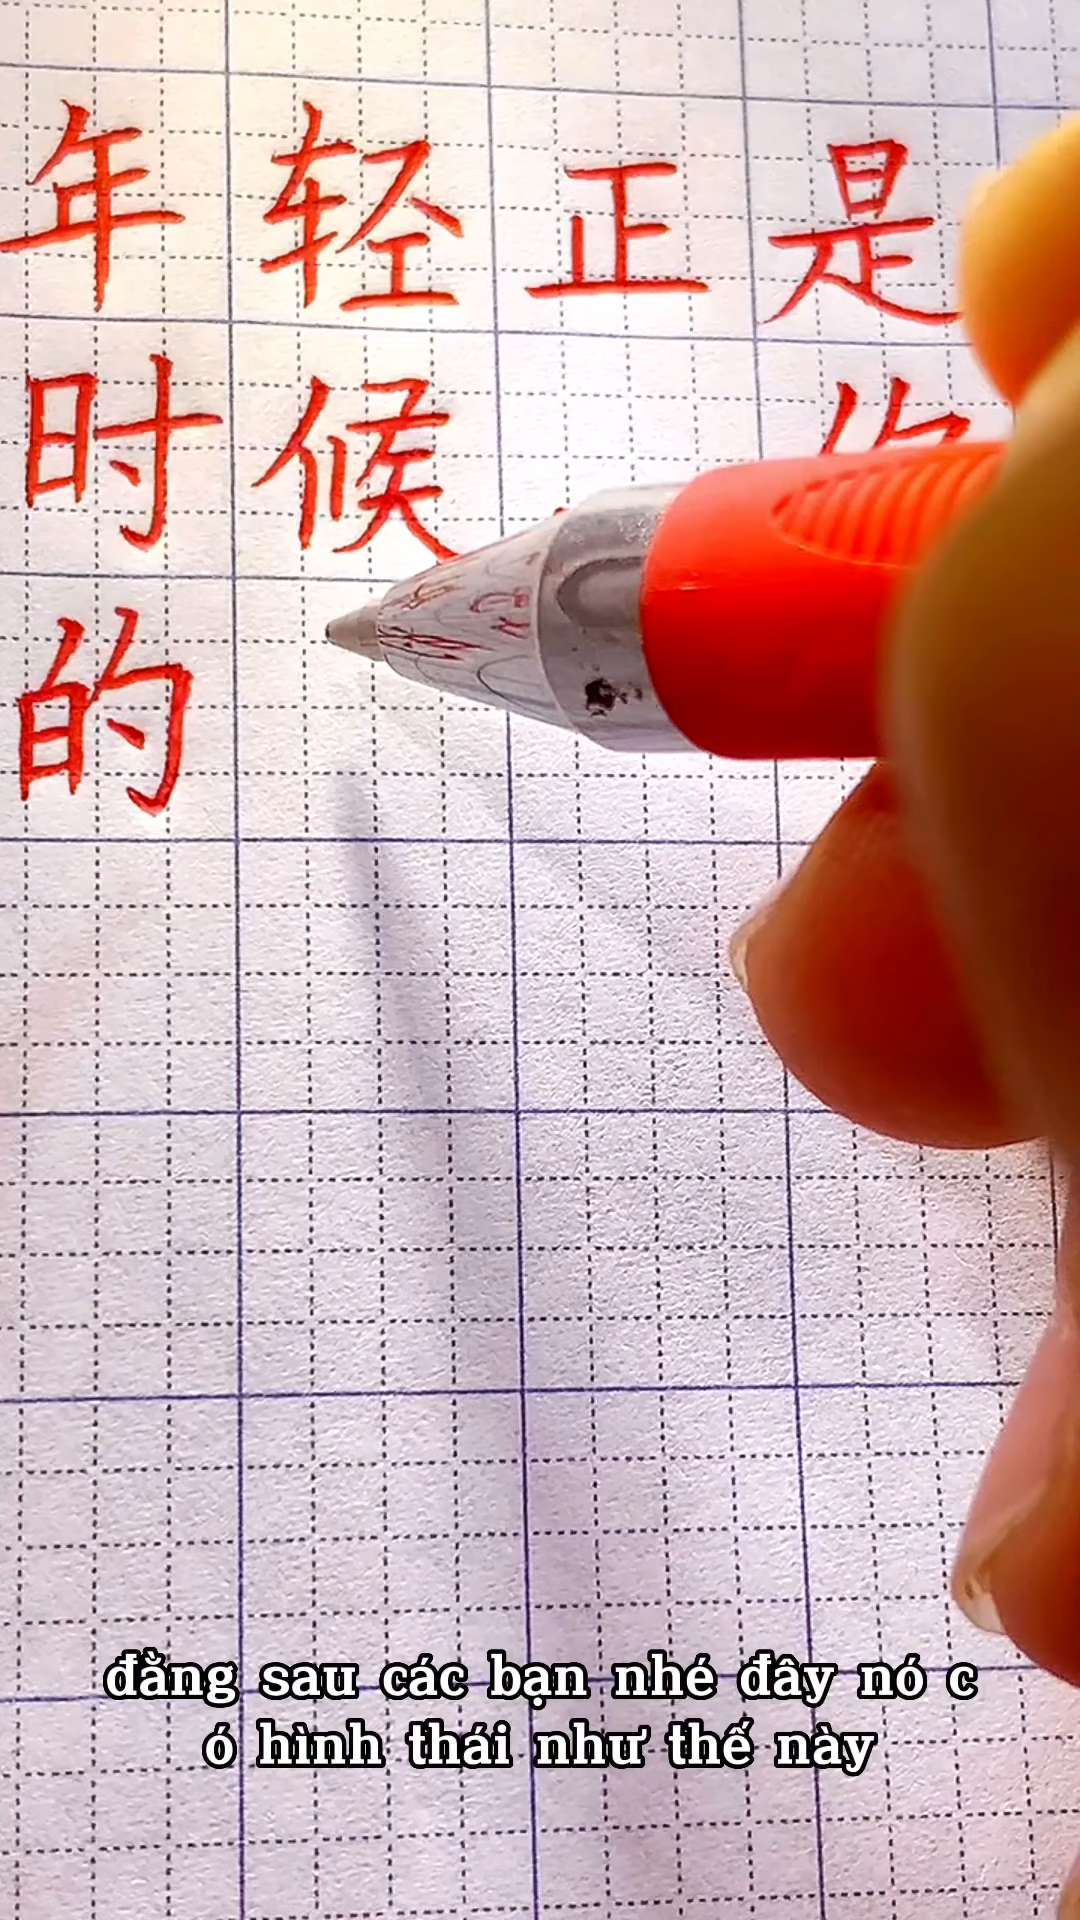 年轻正是
时候
的
đằng sau các bạn nhé đây nó c
ó hình thái như thế này